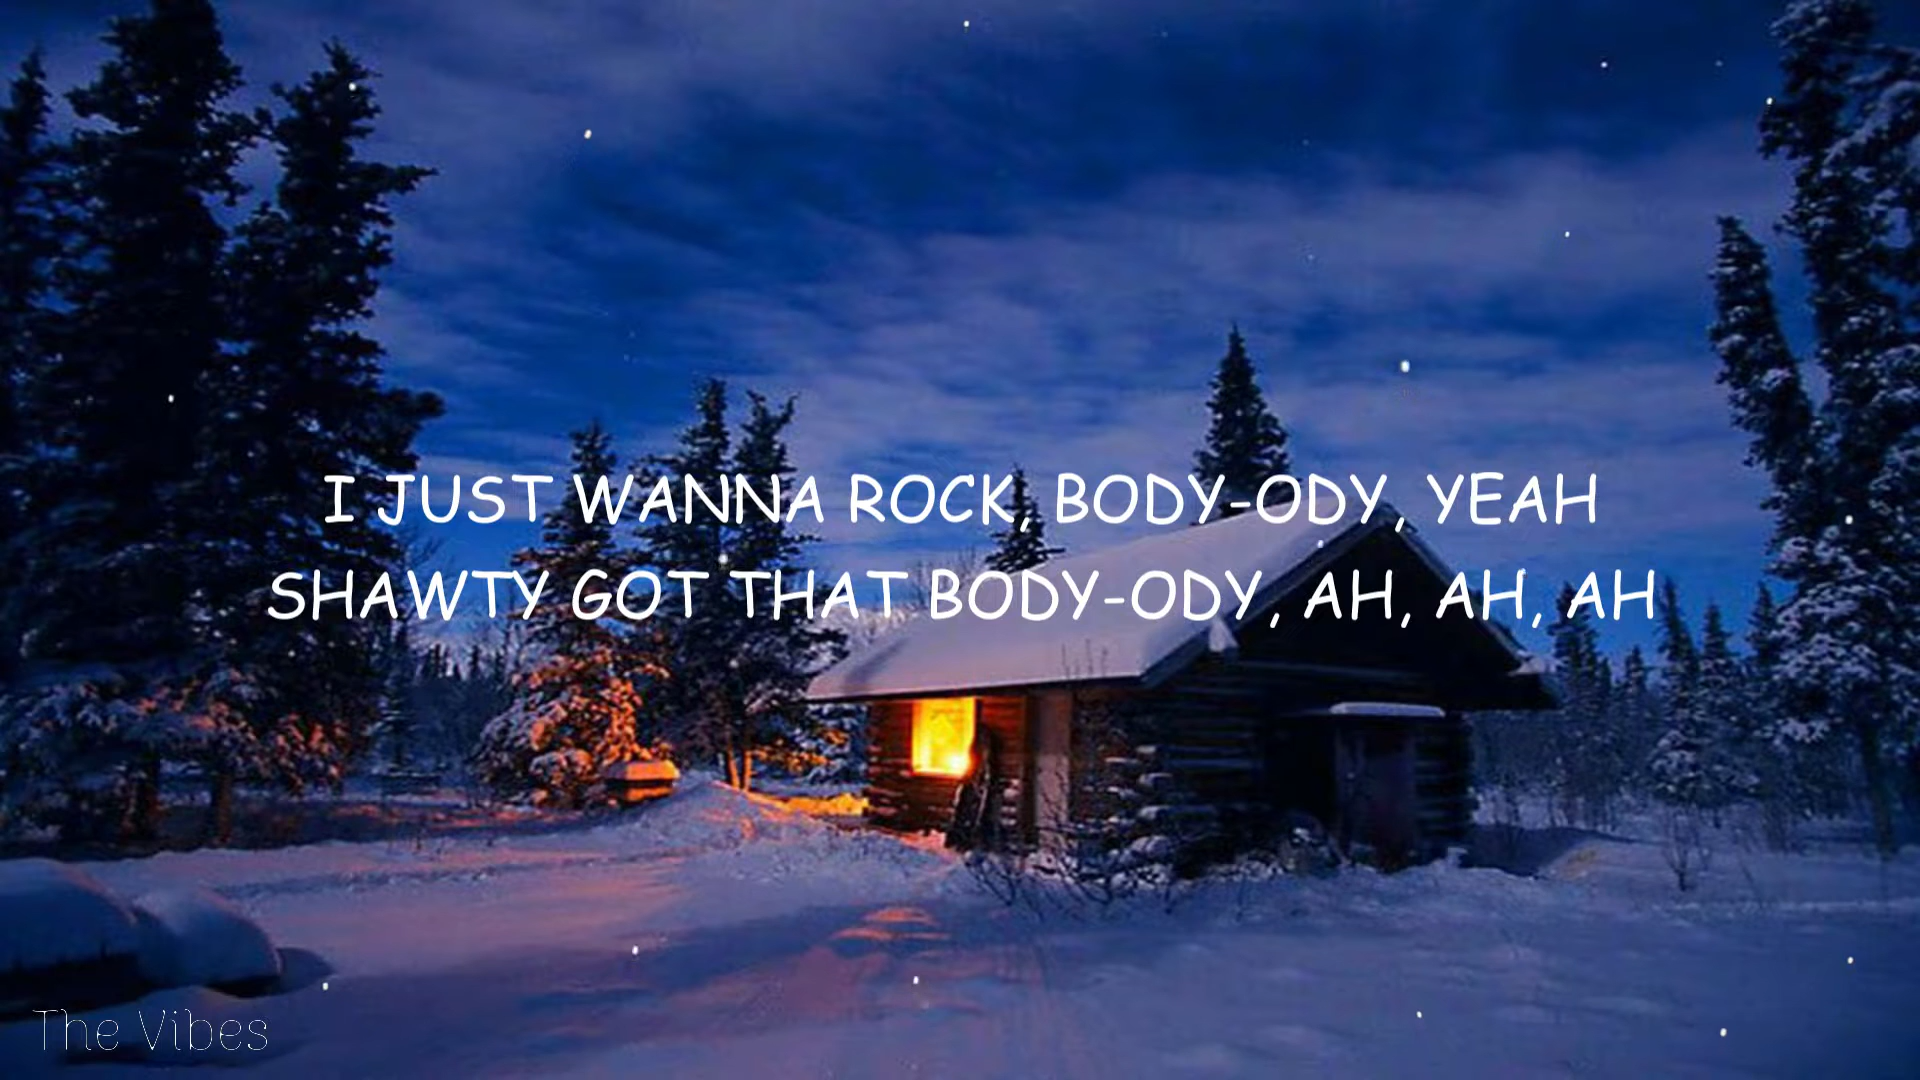 I JUST WANNA ROCK, BODY-ODY, YEAH
SHAWTY GOT THAT BODY-ODY, AH, AH, AH
The Vibes